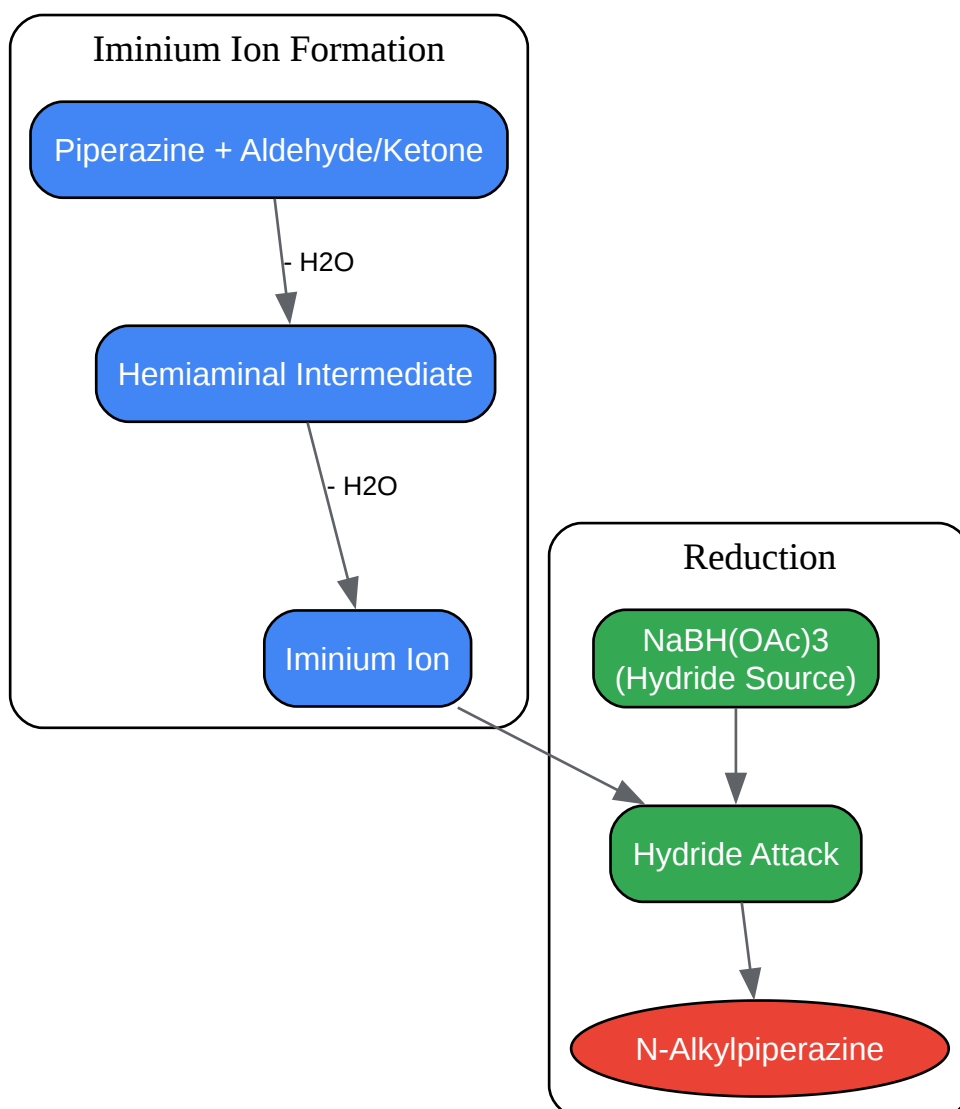 Iminium Ion Formation
Piperazine + Aldehyde/Ketone
- H2O
Hemiaminal Intermediate
- H2O
Iminium Ion
Reduction
NaBH(OAc)3
(Hydride Source)
Hydride Attack
N-Alkylpiperazine